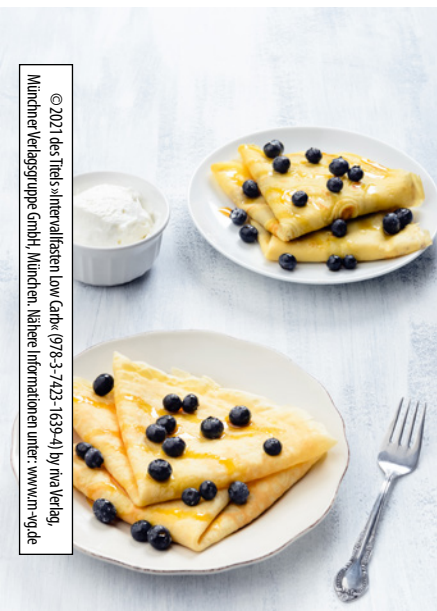 © 2021 des Titels »Intervallfasten Low Carb« (978-3-7423-1639-4) by riva Verlag,
Münchner Verlagsgruppe GmbH, München. Nähere Informationen unter: www.m-vg.de